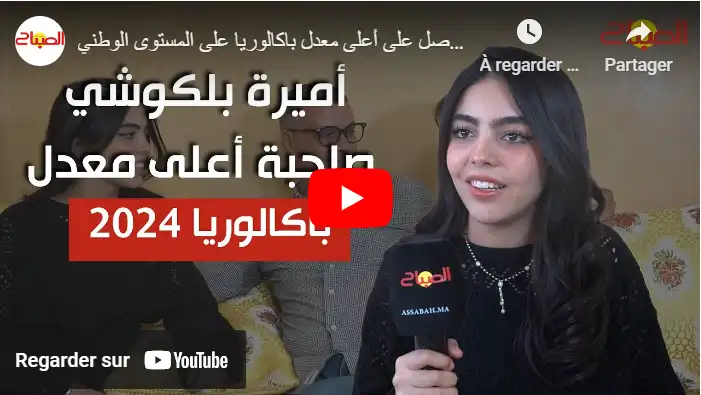 الصباح
...صل على أعلى معدل باكالوريا على المستوى الوطني
À regarder ...
Partager
الصباح
أميرة بلكوشي
صاحبة أعلى معدل
باكالوريا 2024
الصباح
ASSABAH.MA
Regarder sur
YouTube